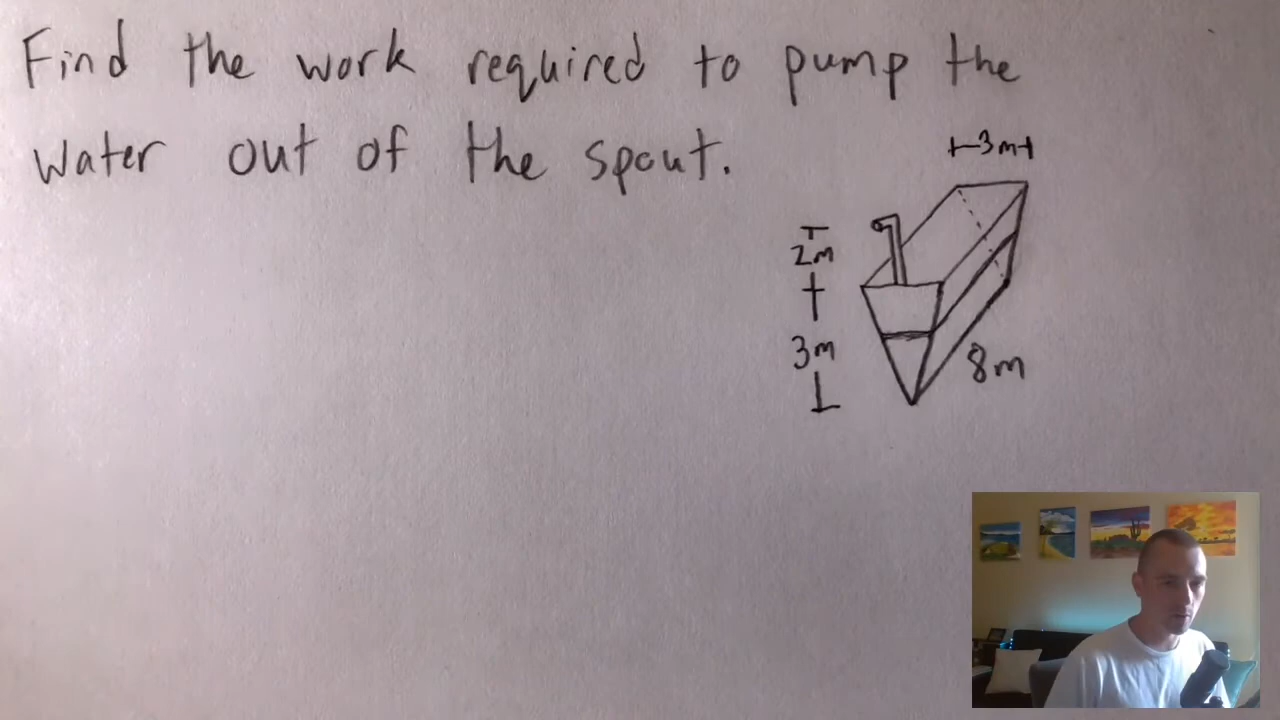 Find the work required to pump the
water out of the spout.
3m
2m
3m
8m